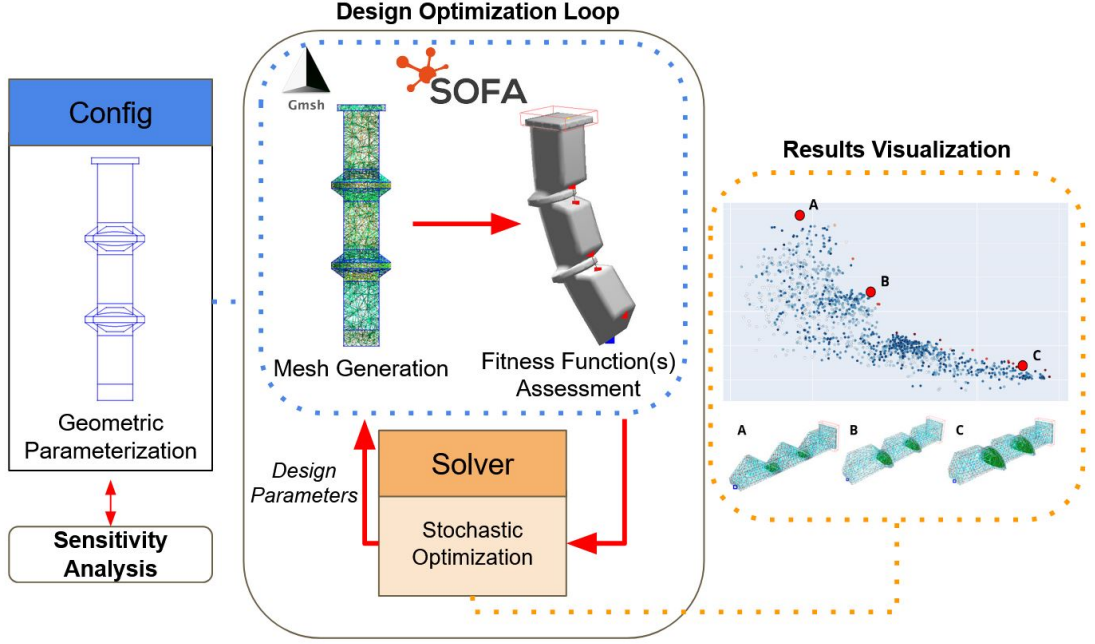 Design Optimization Loop
Config
Geometric
Parameterization
Sensitivity
Analysis
Gmsh
SOFA
Mesh Generation
Fitness Function(s)
Assessment
Design
Parameters
Solver
Stochastic
Optimization
Results Visualization
A
B
C
A
B
C